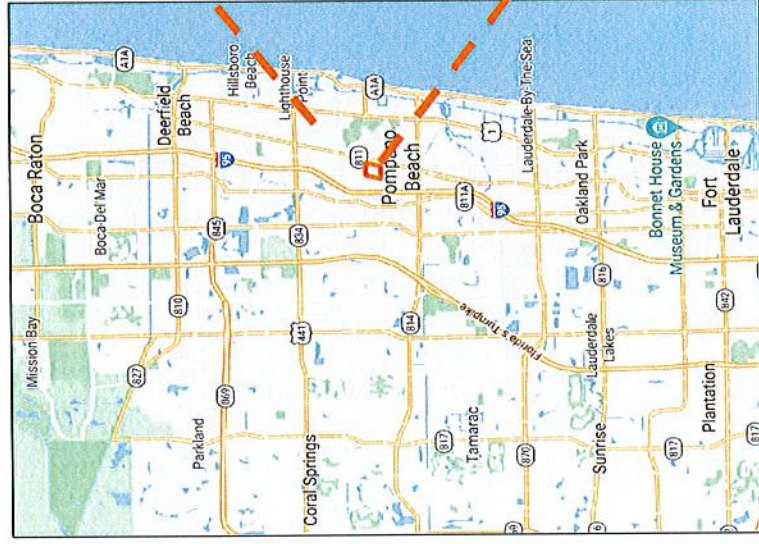 Mission Bay
Boca Raton
Boca Del Mar
A1A
827
810
Deerfield
Beach
Parkland
869
845
95
Hillsboro
Beach
Coral Springs
441
834
Lighthouse
Point
811
A1A
Pompano
Beach
814
817
Tamarac
Florida's Turnpike
811A
95
1
870
Lauderdale-By-The-Sea
Sunrise
Lauderdale
Lakes
816
Oakland Park
6
Bonnet House
Museum & Gardens
817
Plantation
842
Fort
Lauderdale
817